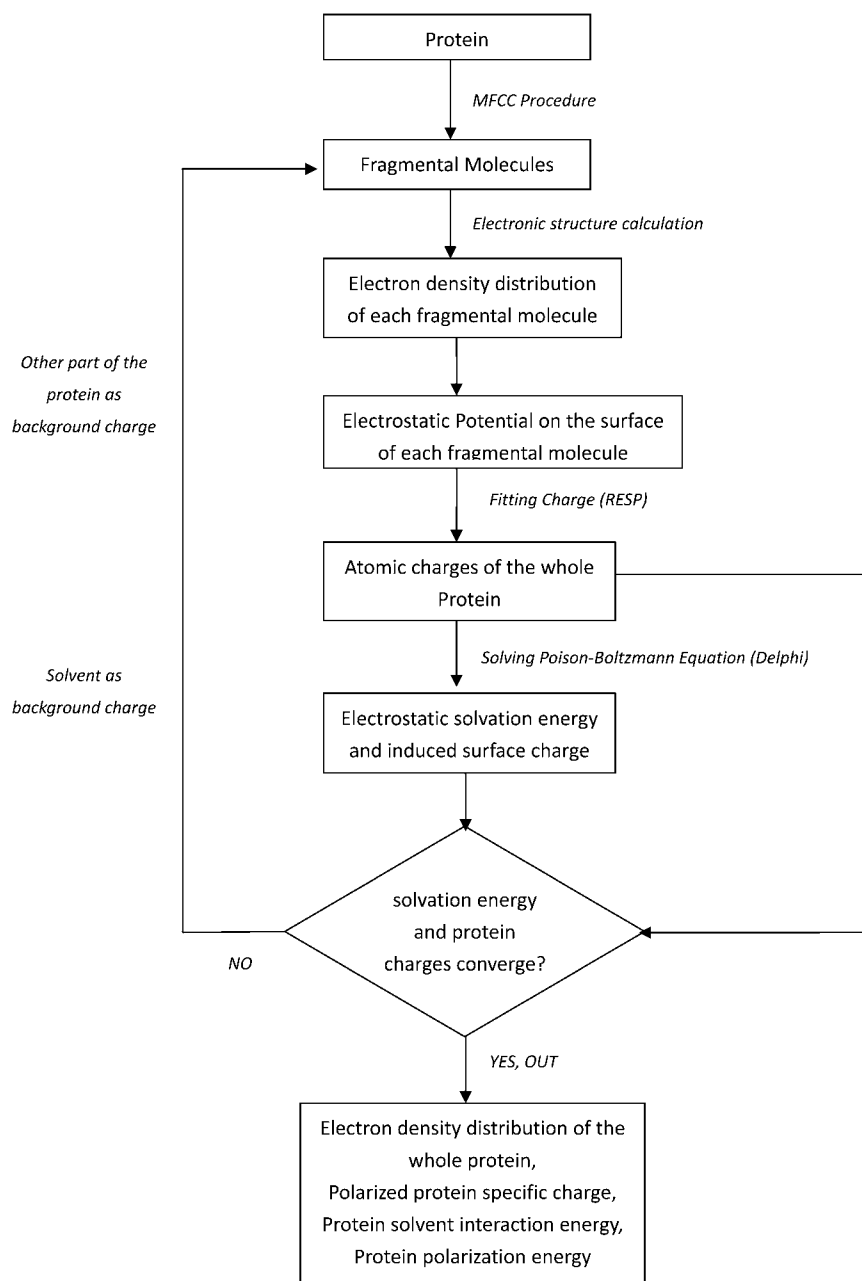 Protein
MFCC Procedure
Fragmental Molecules
Electronic structure calculation
Electron density distribution
of each fragmental molecule
Other part of the
protein as
background charge
Electrostatic Potential on the surface
of each fragmental molecule
Fitting Charge (RESP)
Atomic charges of the whole
Protein
Solving Poison-Boltzmann Equation (Delphi)
Solvent as
background charge
Electrostatic solvation energy
and induced surface charge
solvation energy
and protein
charges converge?
NO
YES, OUT
Electron density distribution of the
whole protein,
Polarized protein specific charge,
Protein solvent interaction energy,
Protein polarization energy